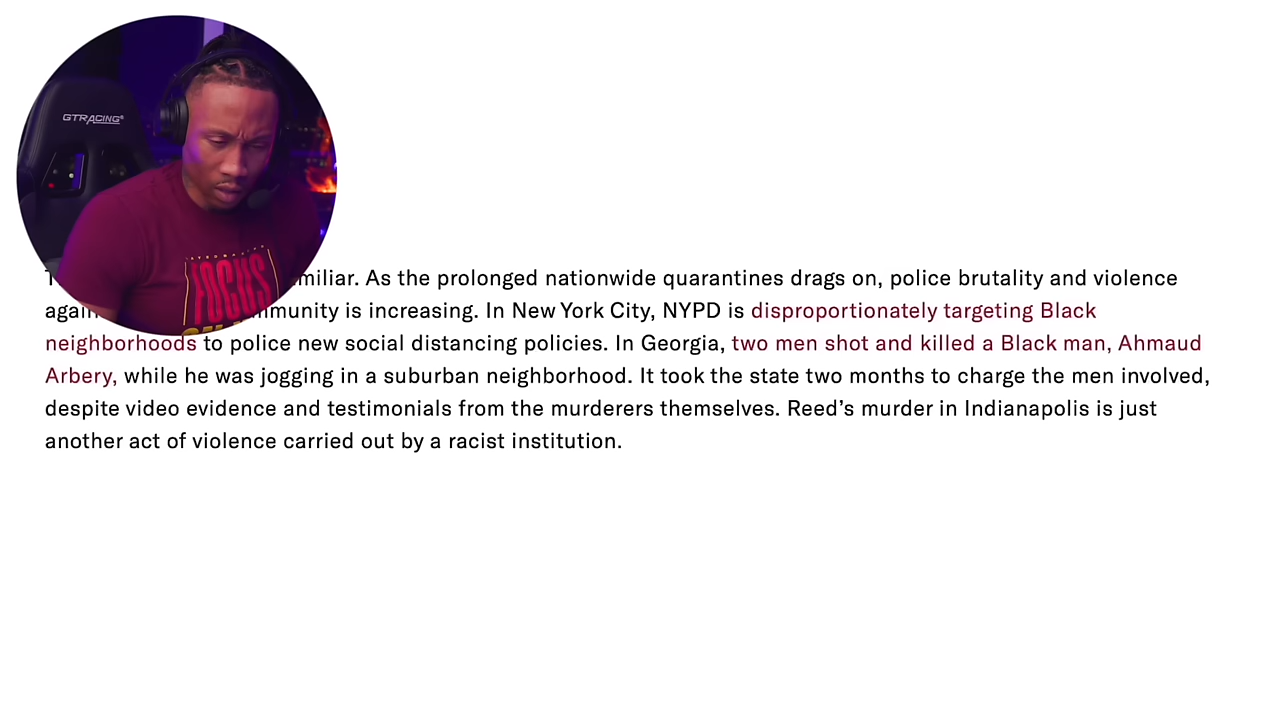 GTRACING
FOCUS
miliar. As the prolonged nationwide quarantines drags on, police brutality and violence
again munity is increasing. In New York City, NYPD is disproportionately targeting Black
neighborhoods to police new social distancing policies. In Georgia, two men shot and killed a Black man, Ahmaud
Arbery, while he was jogging in a suburban neighborhood. It took the state two months to charge the men involved,
despite video evidence and testimonials from the murderers themselves. Reed’s murder in Indianapolis is just
another act of violence carried out by a racist institution.